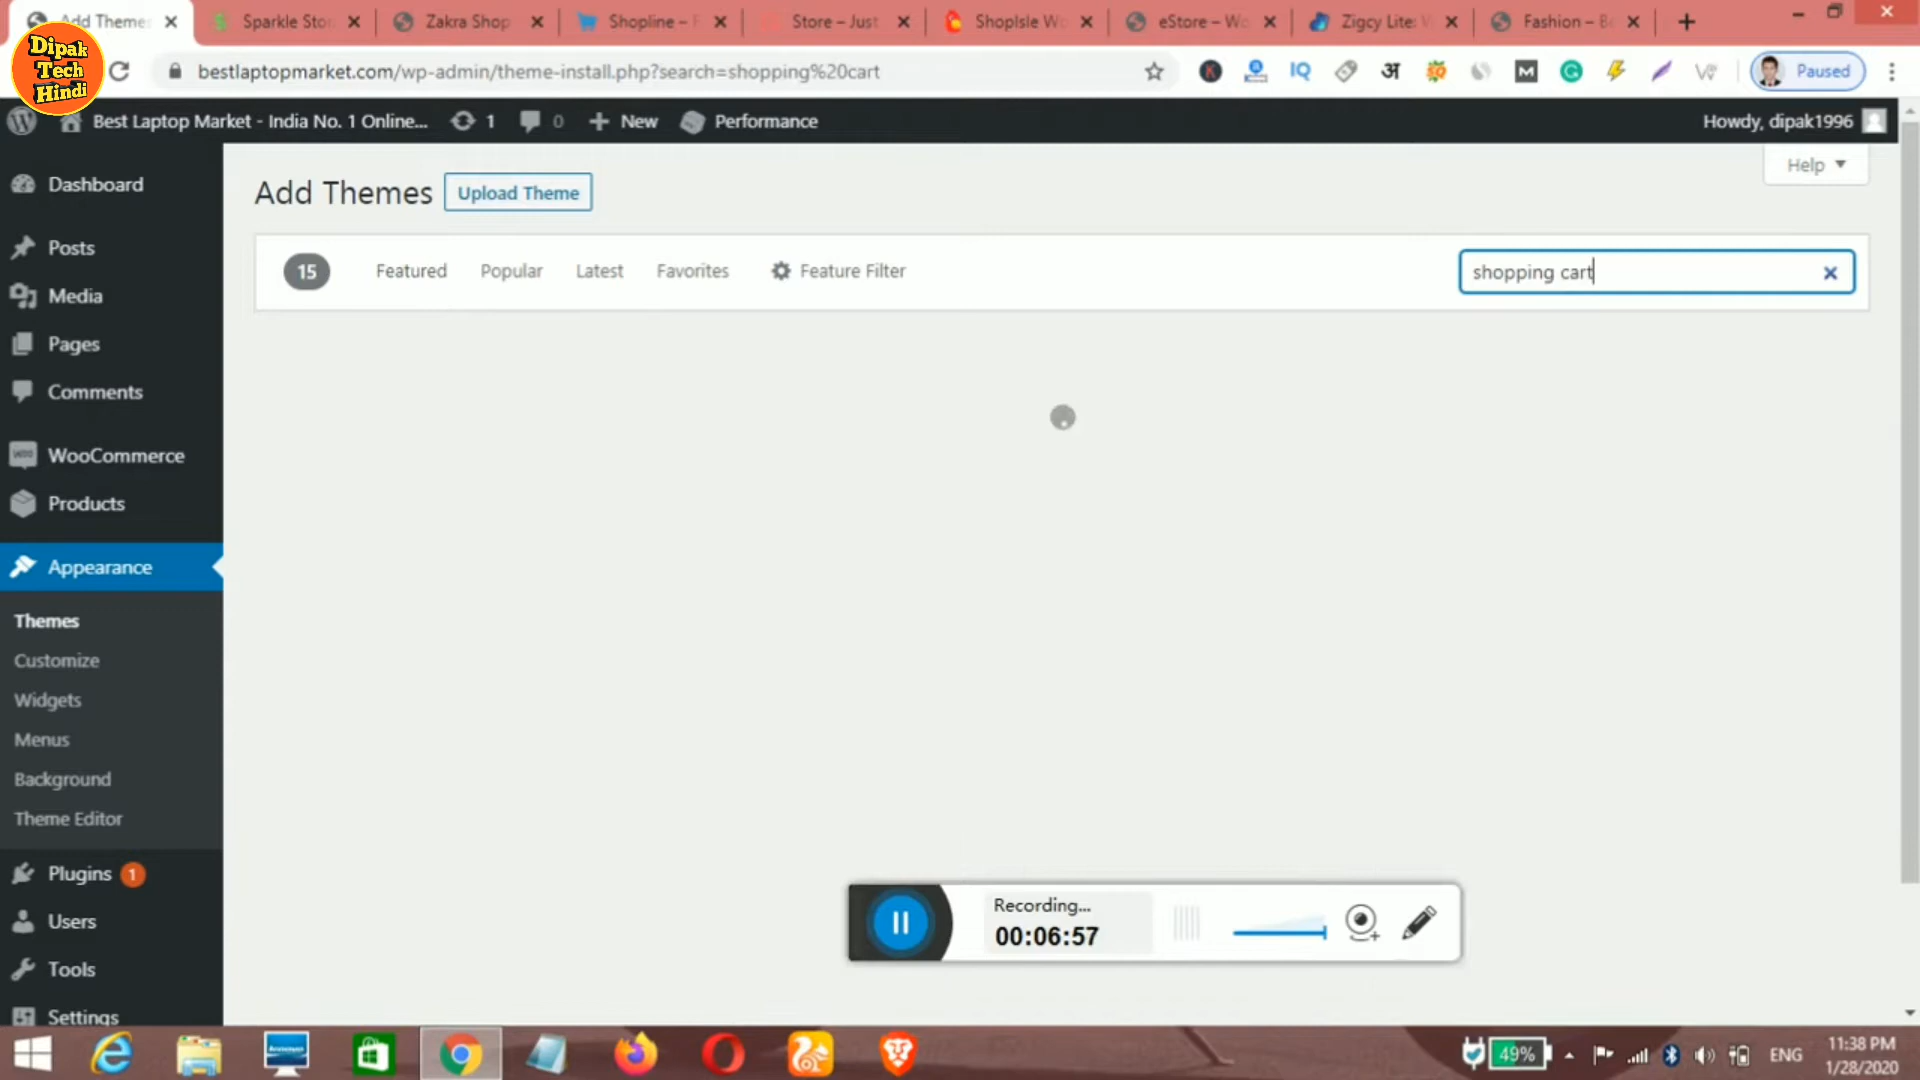 Add Theme
Sparkle Sto
Zakra Shop
Shopline – F
Store – Just
ShopIsle Wo
eStore – Wo
Zigcy Lite: W
Fashion – Be
Dipak
Tech
Hindi
bestlaptopmarket.com/wp-admin/theme-install.php?search=shopping%20cart
Paused
Best Laptop Market - India No. 1 Online...
1
0
New
Performance
Howdy, dipak1996
Help
Dashboard
Posts
Media
Pages
Comments
WooCommerce
Products
Appearance
Themes
Customize
Widgets
Menus
Background
Theme Editor
Plugins 1
Users
Tools
Settings
Add Themes
Upload Theme
15
Featured
Popular
Latest
Favorites
Feature Filter
shopping cart
Recording...
00:06:57
49%
ENG
11:38 PM
1/28/2020